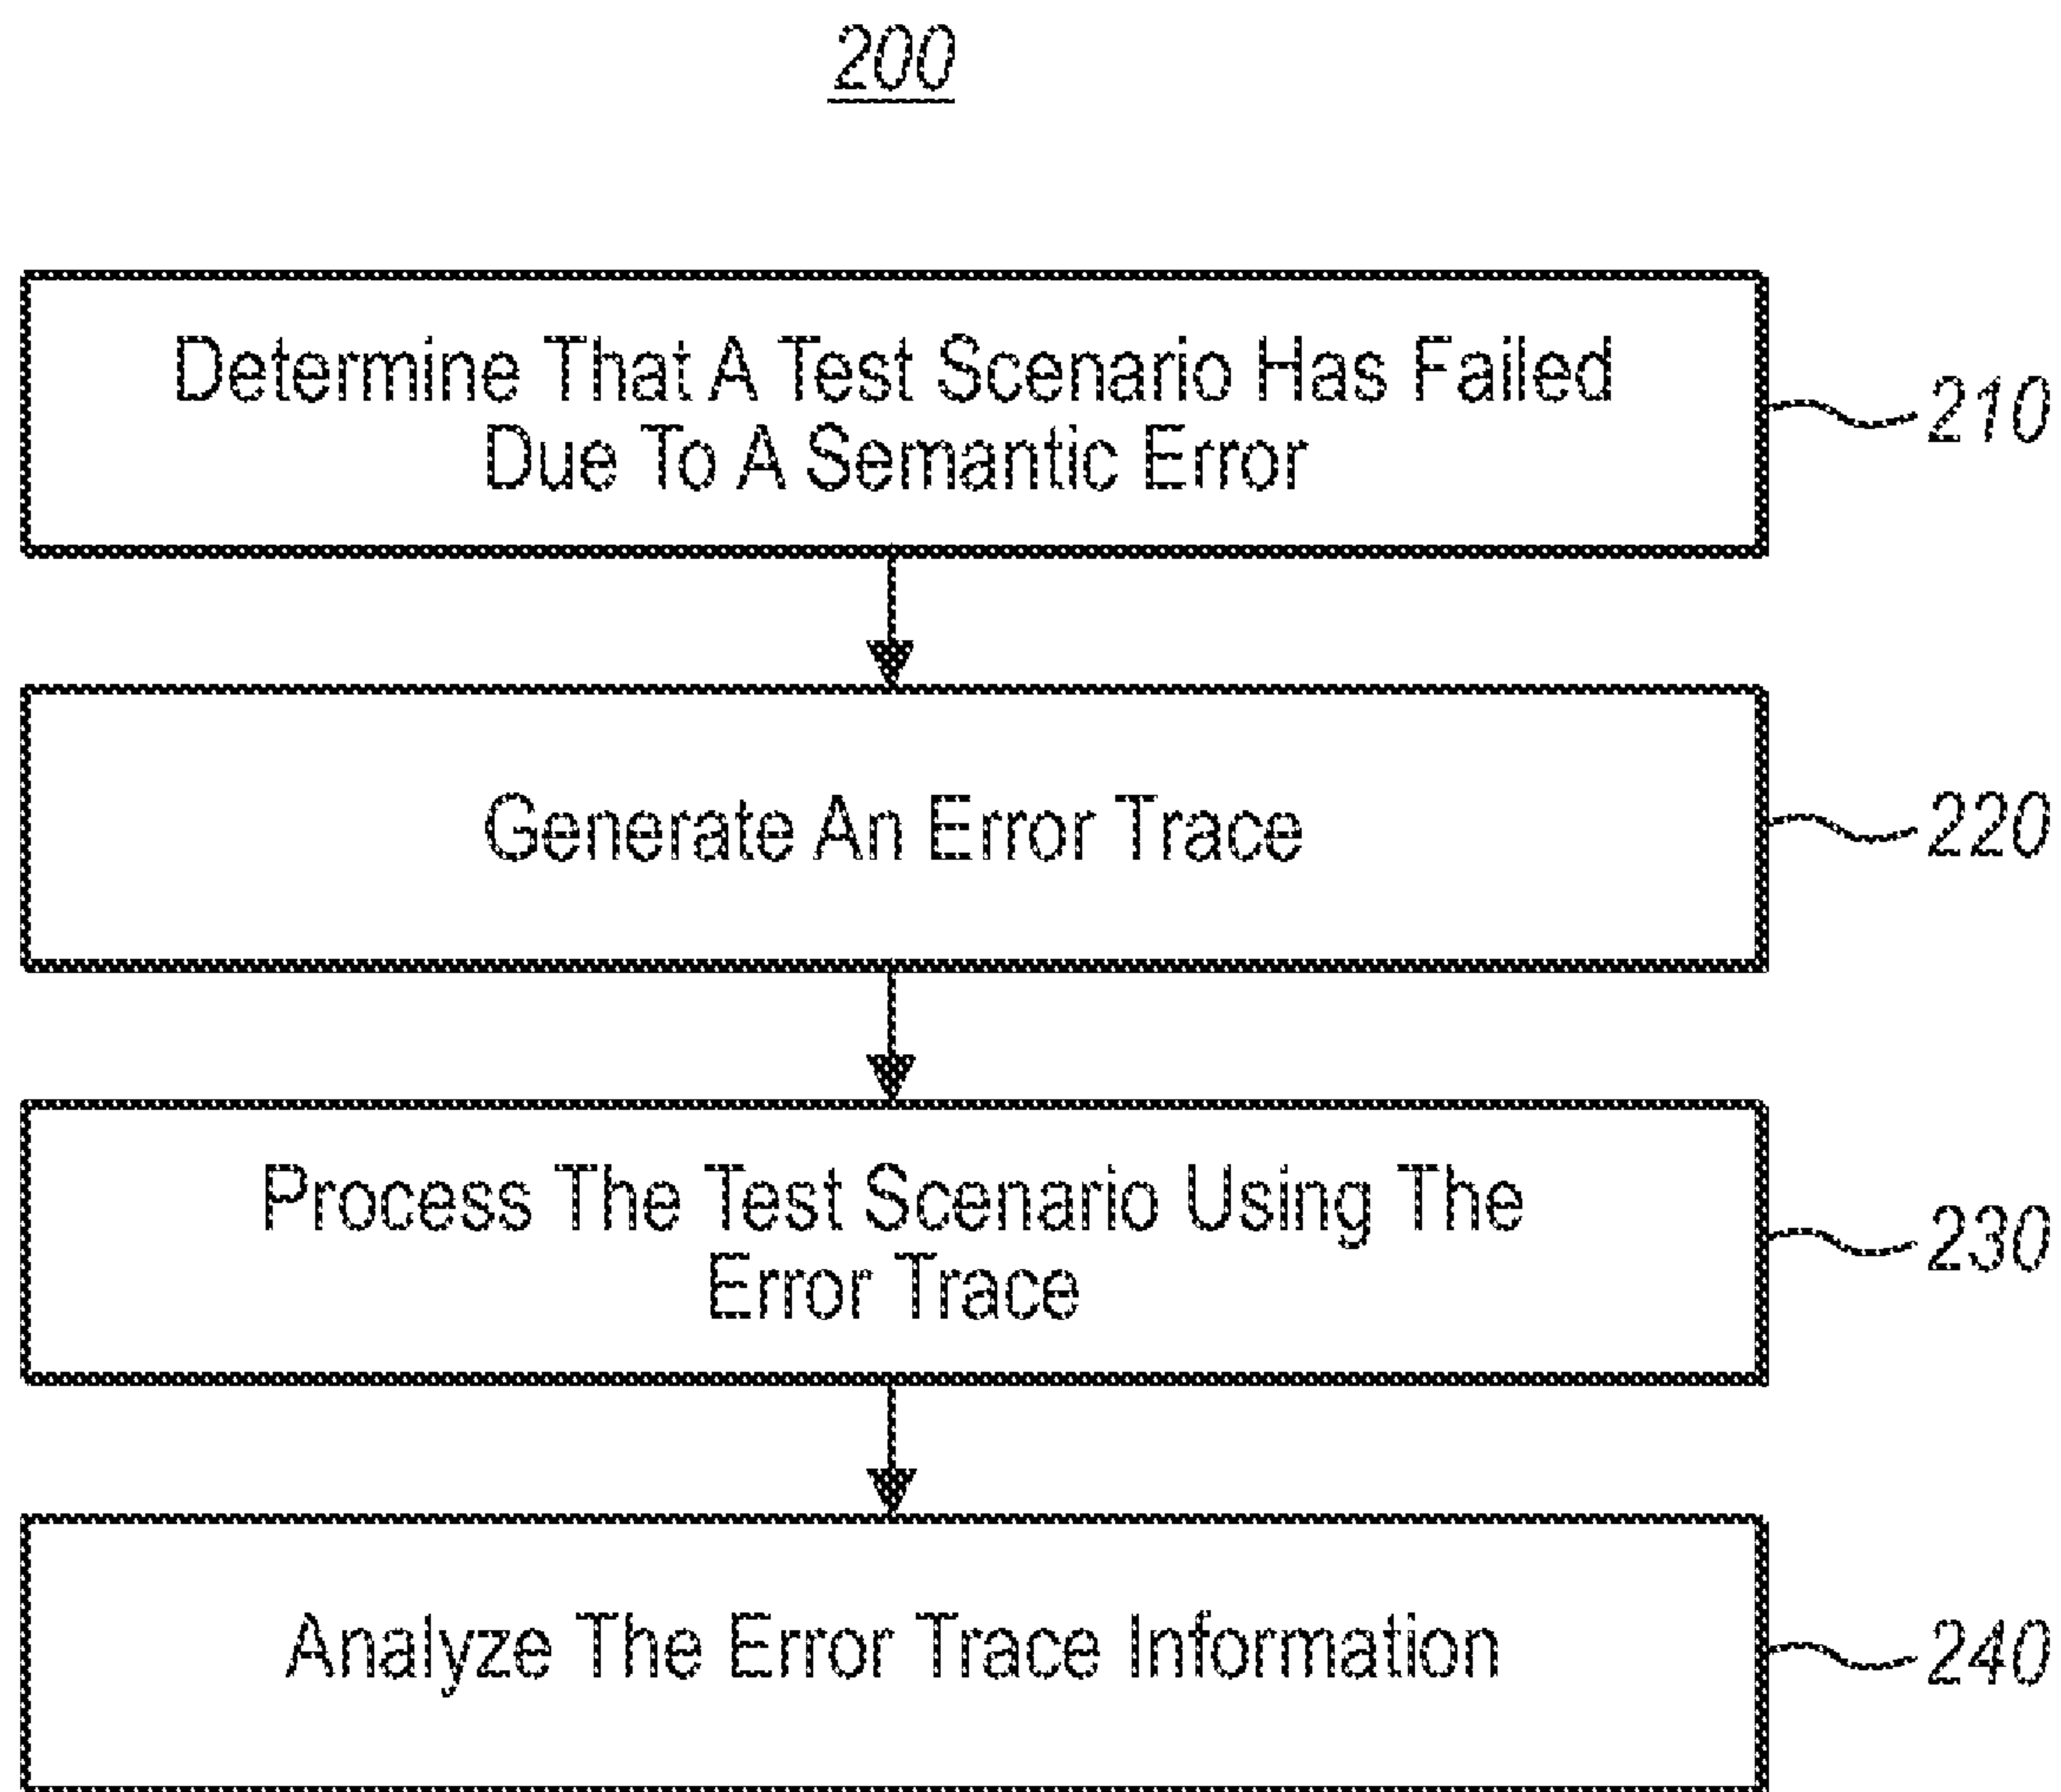 200
Determine That A Test Scenario Has Failed
Due To A Semantic Error
210
Generate An Error Trace
220
Process The Test Scenario Using The
Error Trace
230
Analyze The Error Trace Information
240